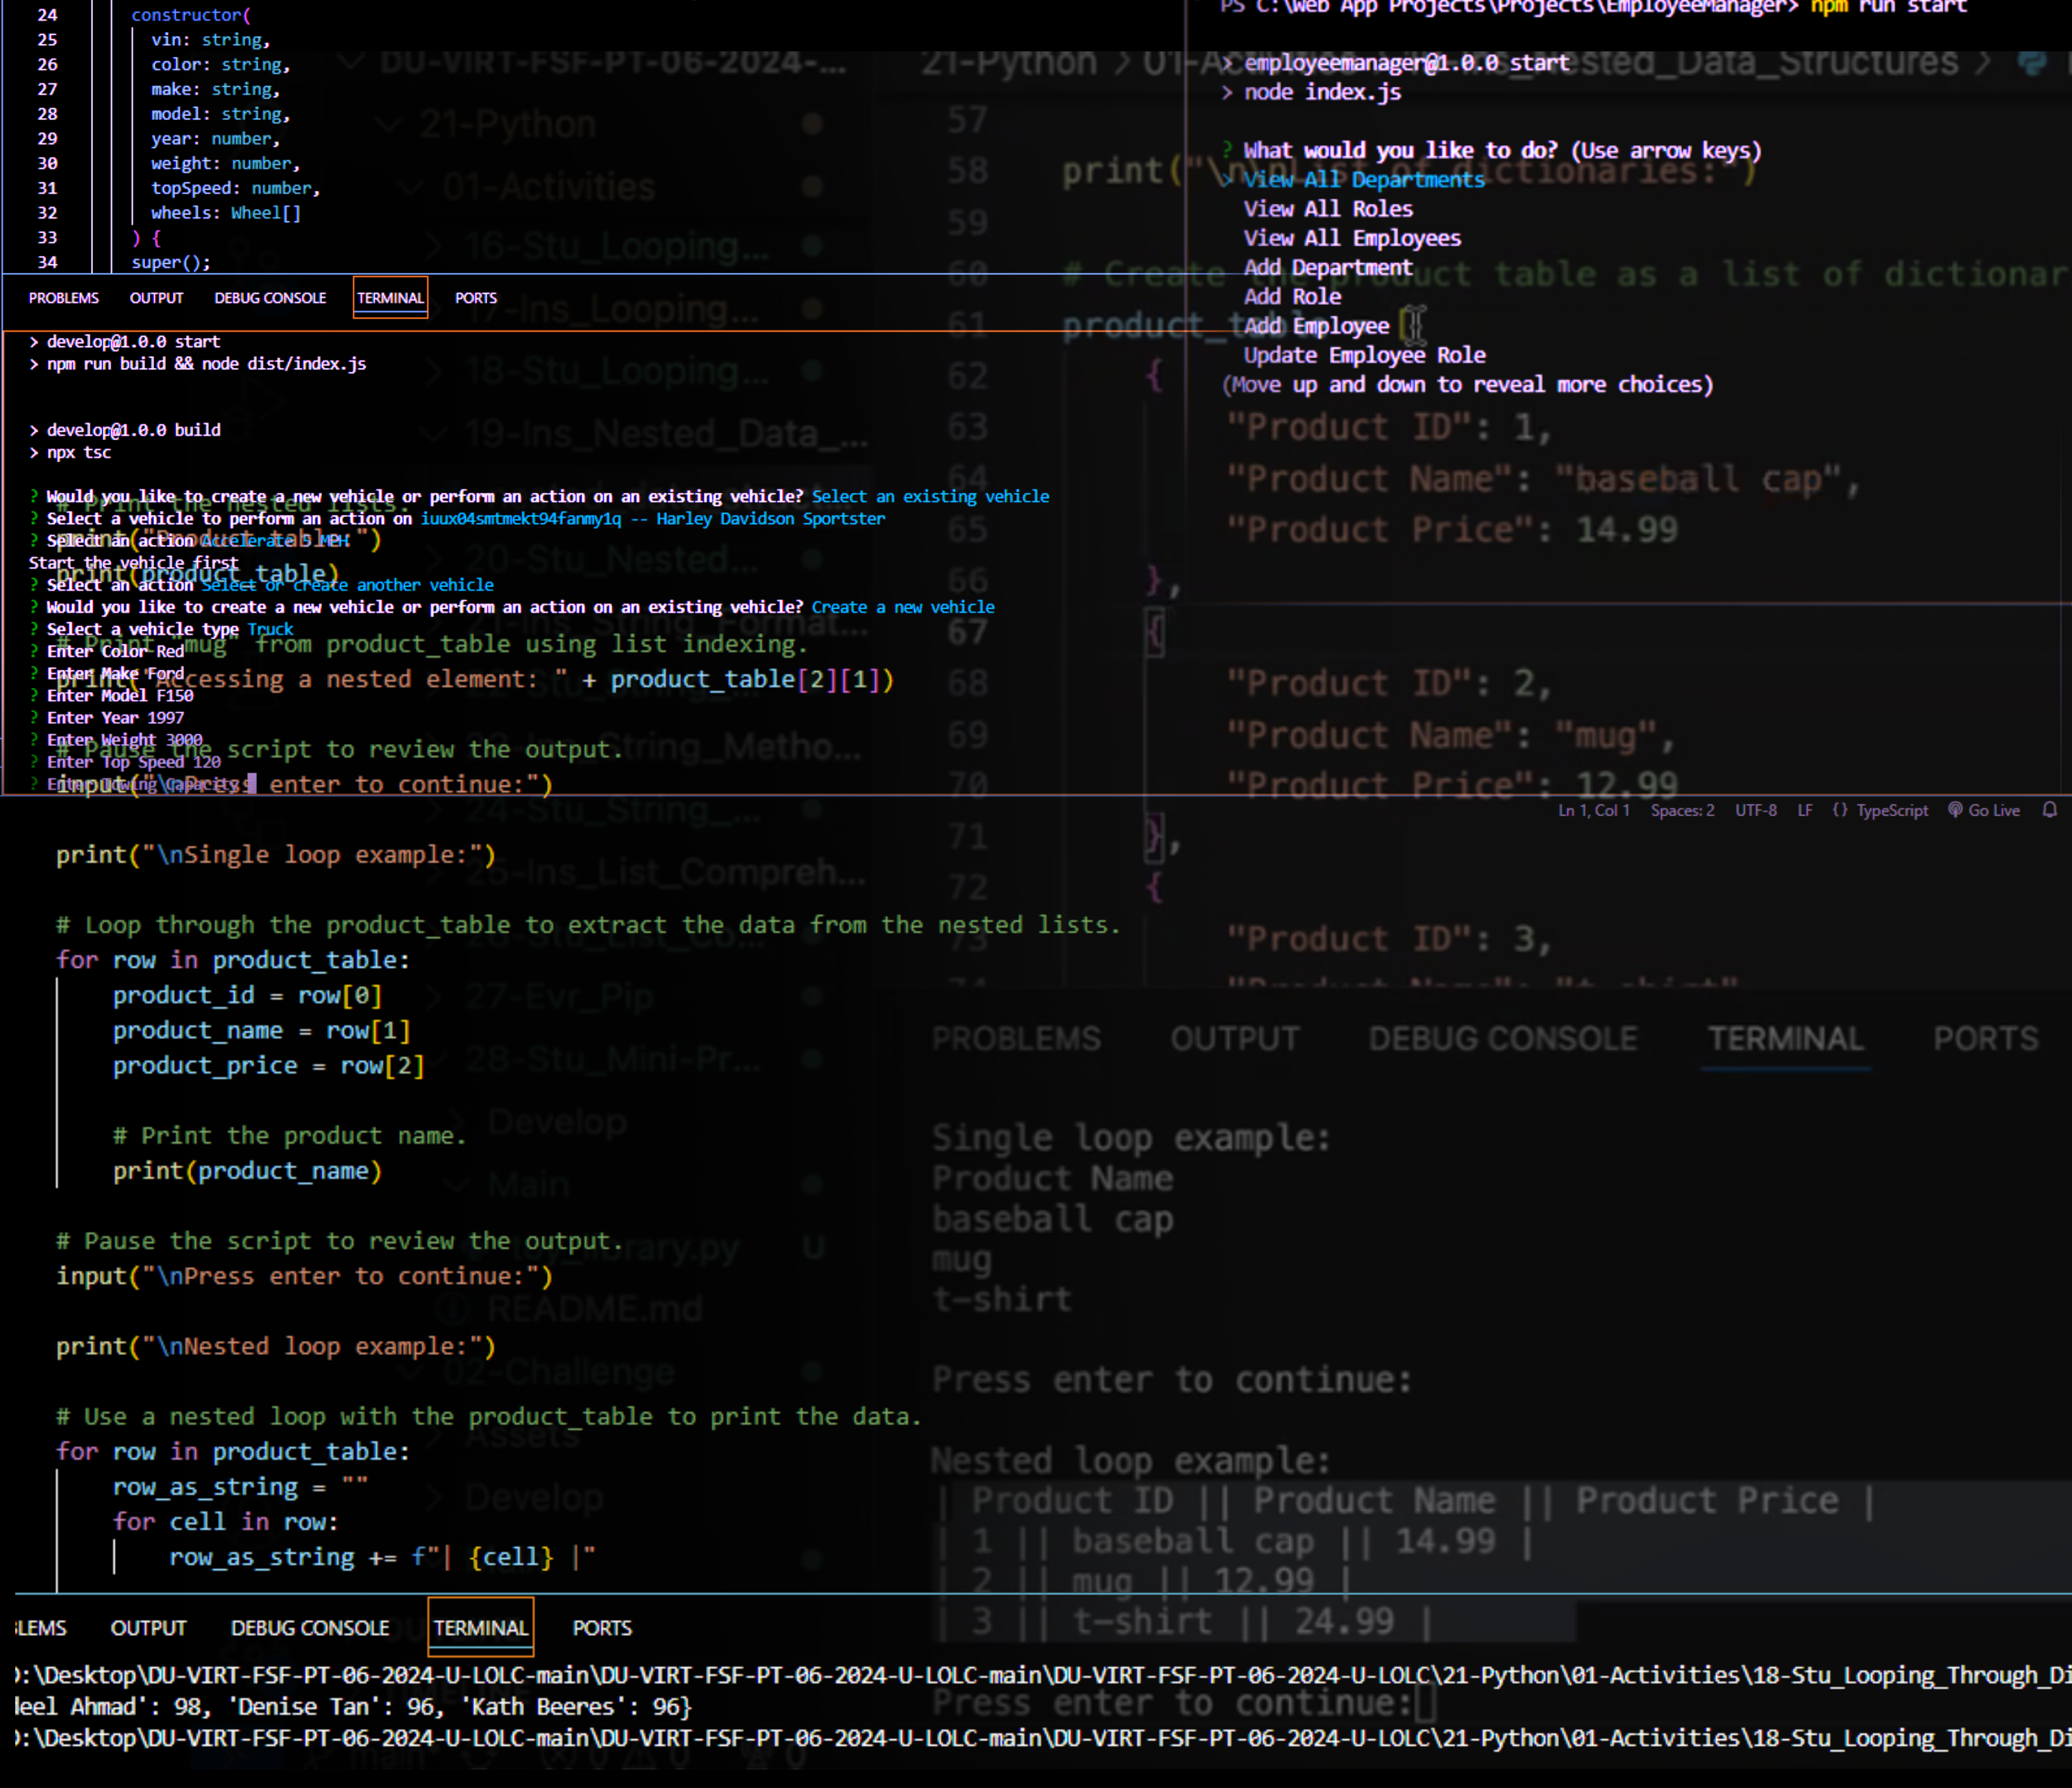 24 constructor(
25 vin: string,
26 color: string,
27 make: string,
28 model: string,
29 year: number,
30 weight: number,
31 topSpeed: number,
32 wheels: Wheel[]
33 ) {
34 super();
PROBLEMS OUTPUT DEBUG CONSOLE TERMINAL PORTS
> develop@1.0.0 start
> npm run build && node dist/index.js
> develop@1.0.0 build
> npx tsc
? Would you like to create a new vehicle or perform an action on an existing vehicle? Select an existing vehicle
? Select a vehicle to perform an action on iuux04smtmekt94fanmy1q -- Harley Davidson Sportster
? Select an action Accelerate 5 MPH
Start the vehicle first
? Select an action Select or create another vehicle
? Would you like to create a new vehicle or perform an action on an existing vehicle? Create a new vehicle
? Select a vehicle type Truck
? Enter Color Red
? Enter Make Ford
? Enter Model F150
? Enter Year 1997
? Enter Weight 3000
? Enter Top Speed 120
? Enter Towing Capacity
PS C:\Web App Projects\Projects\EmployeeManager> npm run start
> employeemanager@1.0.0 start
> node index.js
? What would you like to do? (Use arrow keys)
> View All Departments
View All Roles
View All Employees
Add Department
Add Role
Add Employee
Update Employee Role
(Move up and down to reveal more choices)
Ln 1, Col 1 Spaces: 2 UTF-8 LF {} TypeScript Go Live
DU-VIRT-FSF-PT-06-2024-...
21-Python
01-Activities
16-Stu_Looping...
17-Ins_Looping...
18-Stu_Looping...
19-Ins_Nested_Data_...
20-Stu_Nested...
21-Ins_String_Format...
23-Ins_String_Metho...
24-Stu_String_...
25-Ins_List_Compreh...
26-Stu_List_Co...
27-Evr_Pip
28-Stu_Mini-Pr...
Develop
Main
U
README.md
02-Challenge
Assets
Develop
21-Python > 01-Activities > 19-Ins_Nested_Data_Structures >
57
58 print("\n\nList of dictionaries:")
59
60 # Create the product table as a list of dictionar
61 product_table = [
62 {
63 "Product ID": 1,
64 "Product Name": "baseball cap",
65 "Product Price": 14.99
66 },
67 {
68 "Product ID": 2,
69 "Product Name": "mug",
70 "Product Price": 12.99
71 },
72 {
73 "Product ID": 3,
74 "Product Name": "t-shirt"
# Print the nested lists.
print("Product table:")
print(product_table)
# Print "mug" from product_table using list indexing.
print("Accessing a nested element: " + product_table[2][1])
# Pause the script to review the output.
input("\nPress enter to continue:")
print("\nSingle loop example:")
# Loop through the product_table to extract the data from the nested lists.
for row in product_table:
product_id = row[0]
product_name = row[1]
product_price = row[2]
# Print the product name.
print(product_name)
# Pause the script to review the output.
input("\nPress enter to continue:")
print("\nNested loop example:")
# Use a nested loop with the product_table to print the data.
for row in product_table:
row_as_string = ""
for cell in row:
row_as_string += f"| {cell} |"
PROBLEMS OUTPUT DEBUG CONSOLE TERMINAL PORTS
Single loop example:
Product Name
baseball cap
mug
t-shirt
Press enter to continue:
Nested loop example:
| Product ID || Product Name || Product Price |
| 1 || baseball cap || 14.99 |
| 2 || mug || 12.99 |
| 3 || t-shirt || 24.99 |
Press enter to continue:
LEMS OUTPUT DEBUG CONSOLE TERMINAL PORTS
:\Desktop\DU-VIRT-FSF-PT-06-2024-U-LOLC-main\DU-VIRT-FSF-PT-06-2024-U-LOLC-main\DU-VIRT-FSF-PT-06-2024-U-LOLC\21-Python\01-Activities\18-Stu_Looping_Through_Di
eel Ahmad': 98, 'Denise Tan': 96, 'Kath Beeres': 96}
:\Desktop\DU-VIRT-FSF-PT-06-2024-U-LOLC-main\DU-VIRT-FSF-PT-06-2024-U-LOLC-main\DU-VIRT-FSF-PT-06-2024-U-LOLC\21-Python\01-Activities\18-Stu_Looping_Through_Di
main